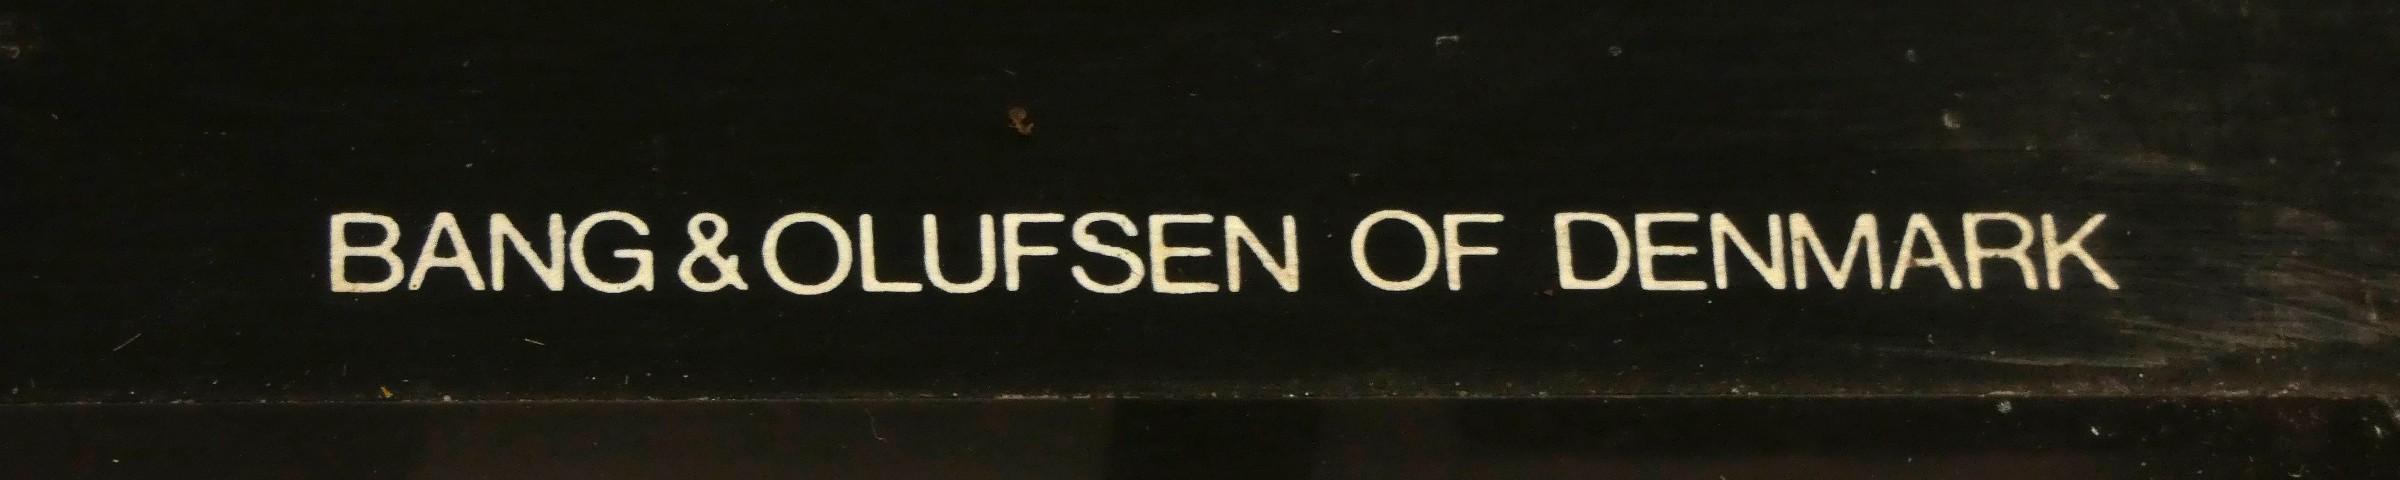 BANG & OLUFSEN OF DENMARK